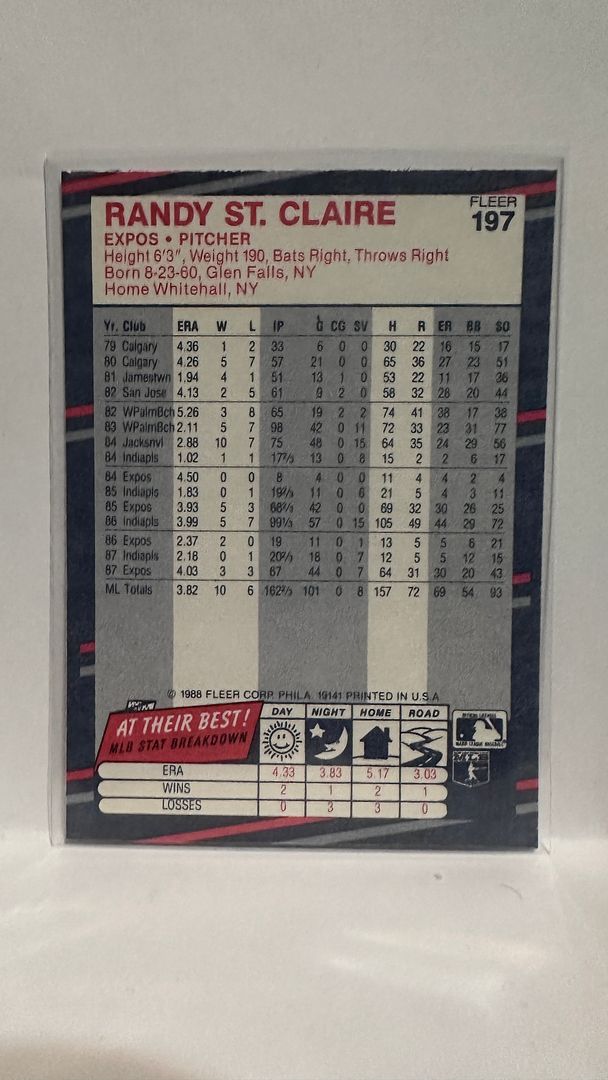 FLEER
197
RANDY ST. CLAIRE
EXPOS • PITCHER
Height 6'3", Weight 190, Bats Right, Throws Right
Born 8-23-60, Glen Falls, NY
Home Whitehall, NY
Yr. Club ERA W L IP G CG SV H R ER BB SO
79 Calgary 4.36 1 2 33 6 0 0 30 22 16 15 17
80 Calgary 4.26 5 7 57 21 0 0 65 36 27 23 51
81 Jamestwn 1.94 4 1 51 13 1 0 53 22 11 17 36
82 San Jose 4.13 2 5 61 9 2 0 58 32 28 20 44
82 WPalmBch 5.26 3 8 65 19 2 2 74 41 38 17 38
83 WPalmBch 2.11 5 7 98 42 0 11 72 33 23 31 77
84 Jacksnvl 2.88 10 7 75 48 0 15 64 35 24 29 56
84 Indiapls 1.02 1 1 17⅔ 13 0 8 15 2 2 6 17
84 Expos 4.50 0 0 8 4 0 0 11 4 4 2 4
85 Indiapls 1.83 0 1 19⅔ 11 0 6 21 5 4 3 11
85 Expos 3.93 5 3 68⅔ 42 0 0 69 32 30 26 25
86 Indiapls 3.99 5 7 99⅓ 57 0 15 105 49 44 29 72
86 Expos 2.37 2 0 19 11 0 1 13 5 5 6 21
87 Indiapls 2.18 0 1 20⅔ 18 0 7 12 5 5 12 15
87 Expos 4.03 3 3 67 44 0 7 64 31 30 20 43
ML Totals 3.82 10 6 162⅔ 101 0 8 157 72 69 54 93
© 1988 FLEER CORP. PHILA. 19141 PRINTED IN U.S.A.
AT THEIR BEST!
MLB STAT BREAKDOWN
DAY NIGHT HOME ROAD
ERA 4.33 3.83 5.17 3.03
WINS 2 1 2 1
LOSSES 0 3 3 0